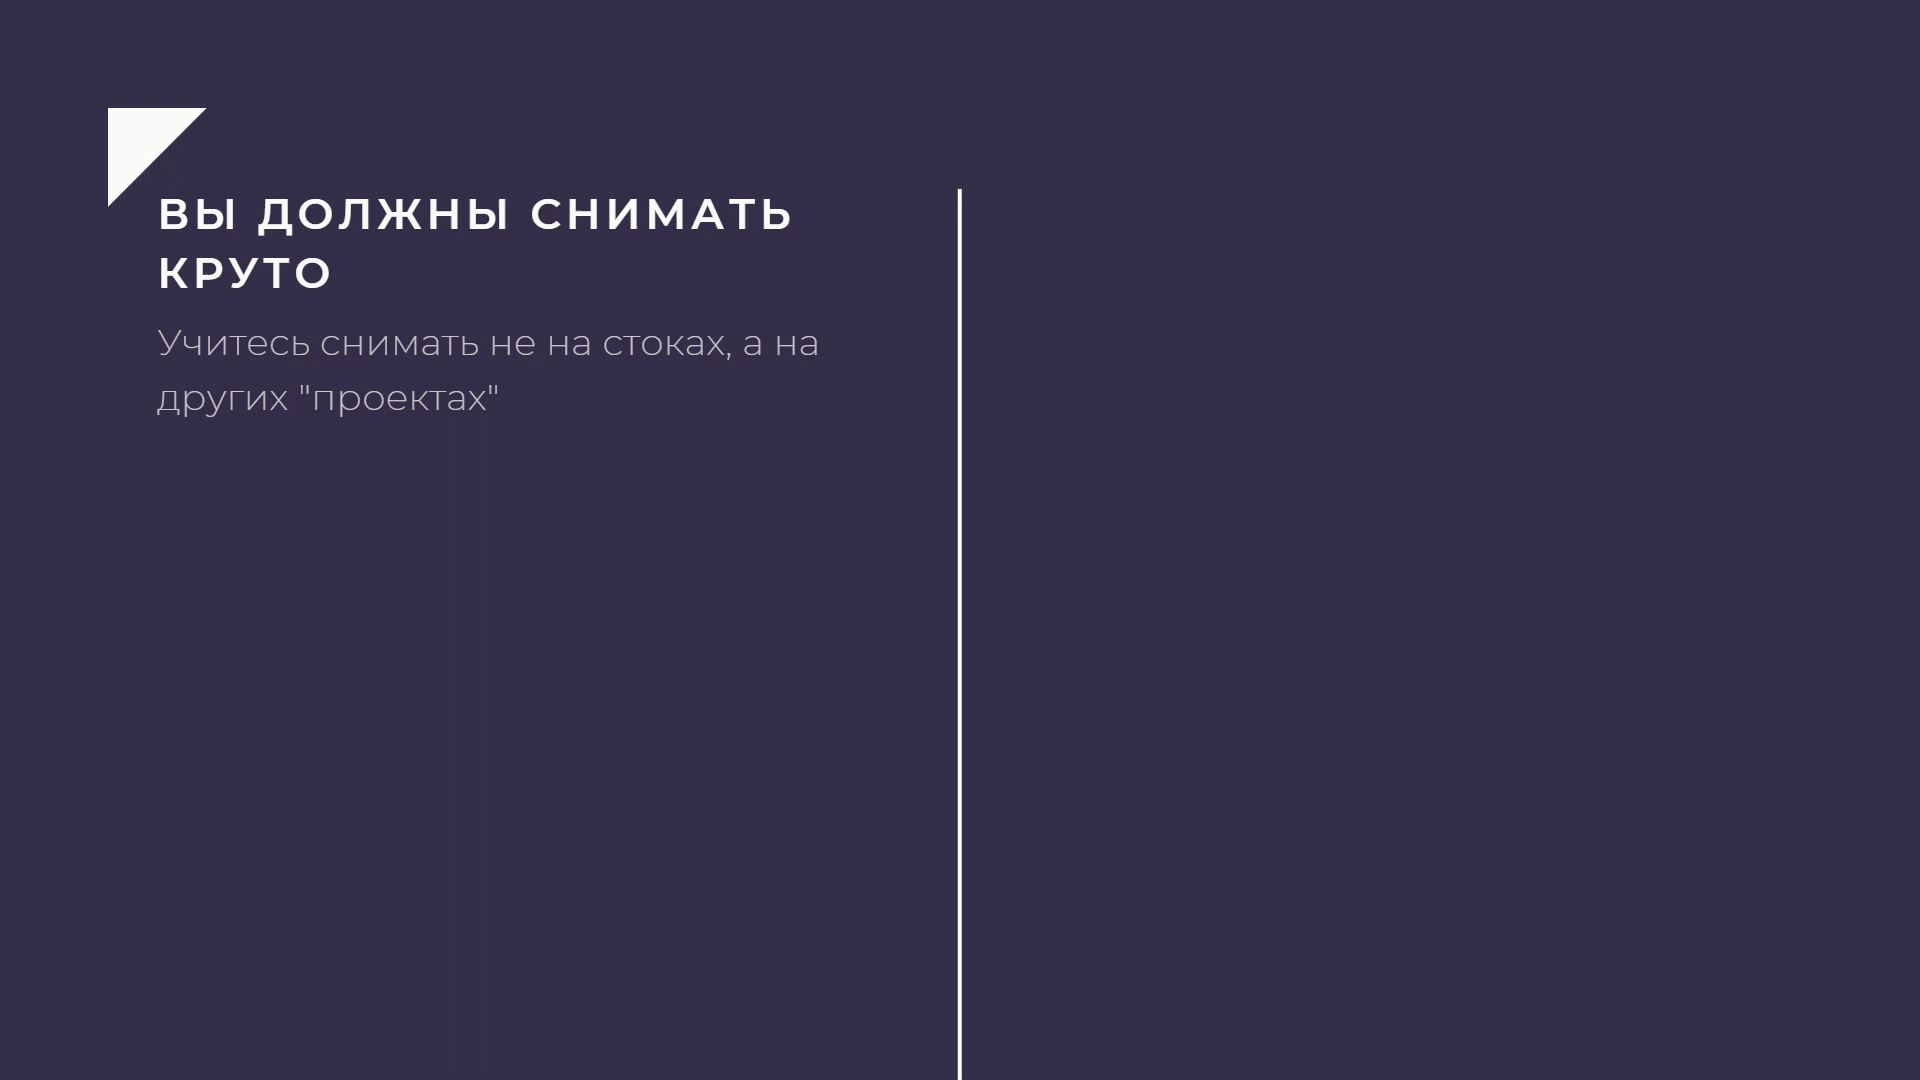 ВЫ ДОЛЖНЫ СНИМАТЬ
КРУТО
Учитесь снимать не на стоках, а на
других "проектах"